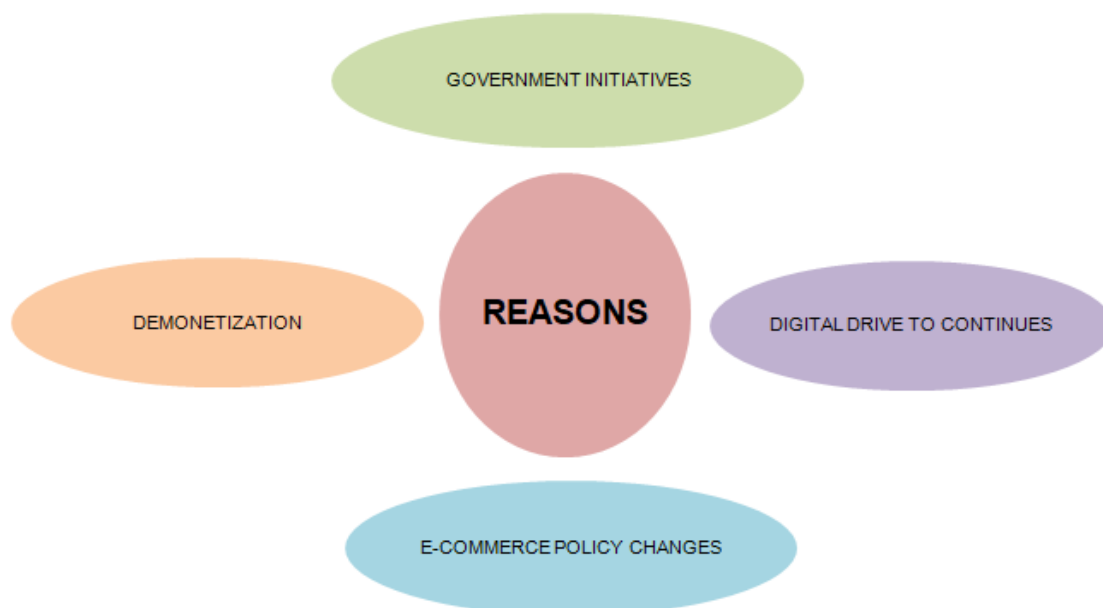 GOVERNMENT INITIATIVES
REASONS
DEMONETIZATION
DIGITAL DRIVE TO CONTINUES
E-COMMERCE POLICY CHANGES